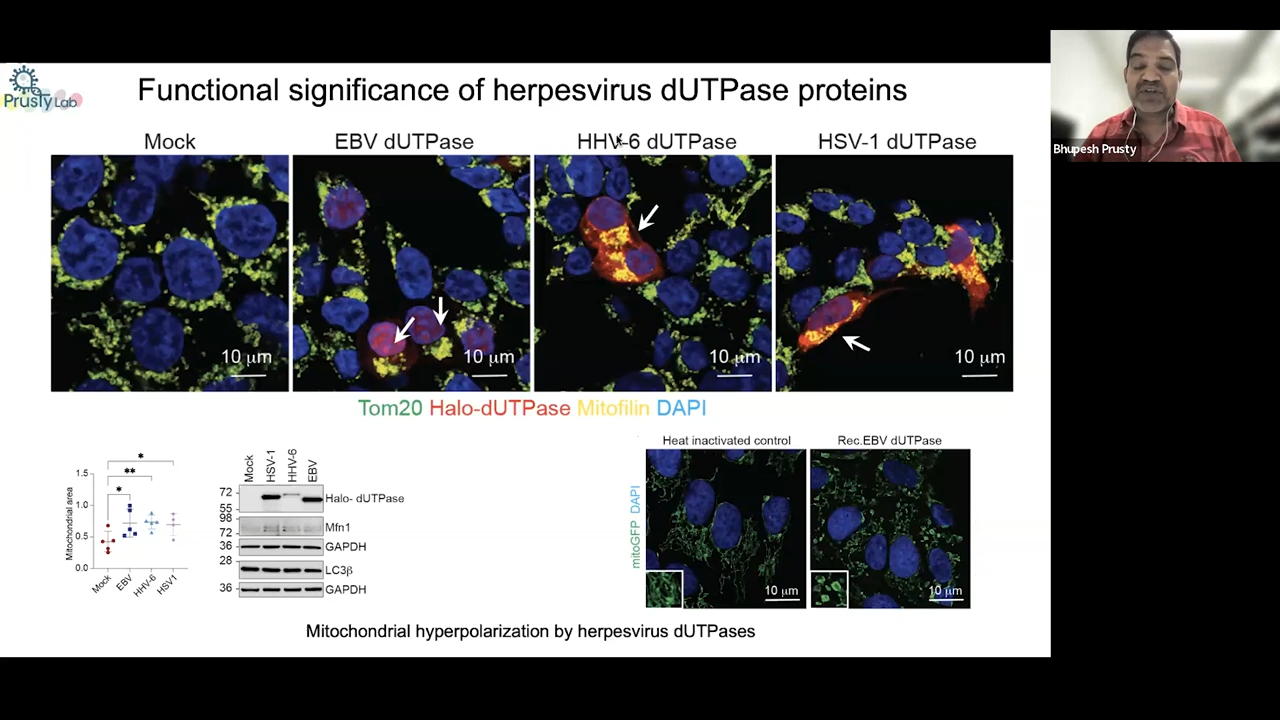 Prusty Lab
Functional significance of herpesvirus dUTPase proteins
Bhupesh Prusty
Mock
EBV dUTPase
HHV-6 dUTPase
HSV-1 dUTPase
10 μm
10 μm
10 μm
10 μm
Tom20 Halo-dUTPase Mitofilin DAPI
Mitochondrial area
1.5
1.0
0.5
0.0
*
**
*
Mock
EBV
HHV-6
HSV1
Mock
HSV-1
HHV-6
EBV
72
55
98
72
36
28
36
Halo- dUTPase
Mfn1
GAPDH
LC3β
GAPDH
Heat inactivated control
Rec.EBV dUTPase
mitoGFP DAPI
10 μm
10 μm
Mitochondrial hyperpolarization by herpesvirus dUTPases